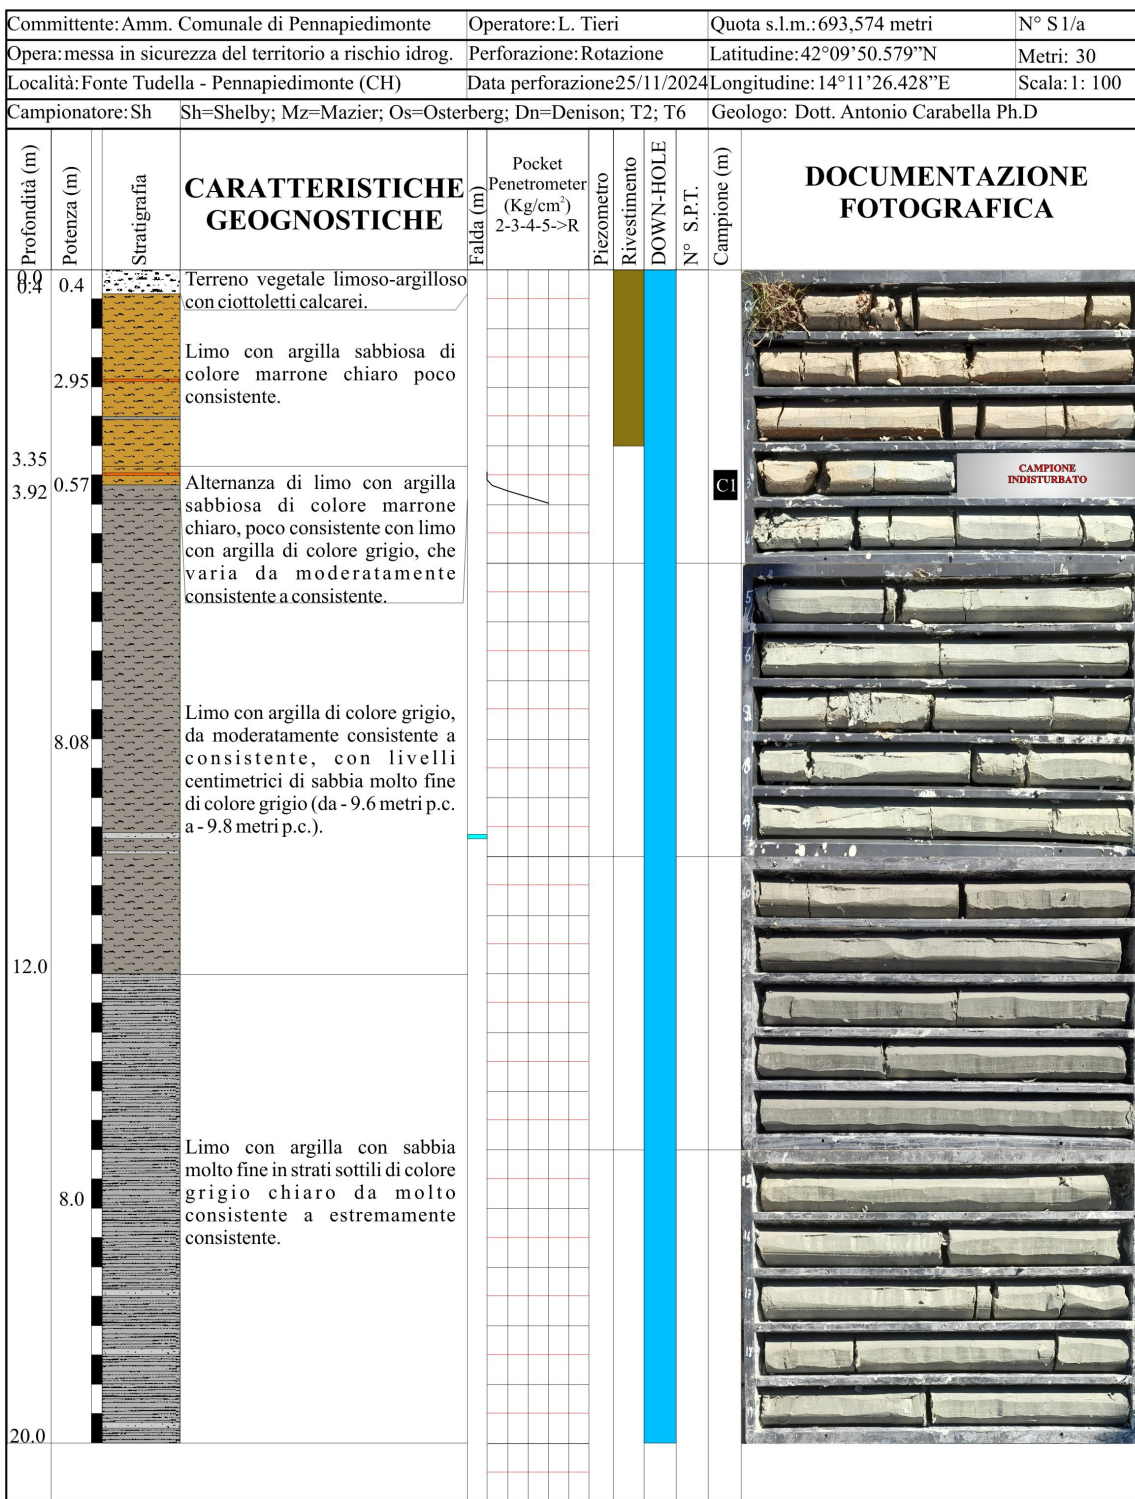 Committente: Amm. Comunale di Pennapiedimonte
Operatore: L. Tieri
Quota s.l.m.: 693,574 metri
N° S1/a
Opera: messa in sicurezza del territorio a rischio idrog.
Perforazione: Rotazione
Latitudine: 42°09'50.579”N
Metri: 30
Località: Fonte Tudella - Pennapiedimonte (CH)
Data perforazione 25/11/2024
Longitudine: 14°11’26.428”E
Scala: 1: 100
Campionatore: Sh
Sh=Shelby; Mz=Mazier; Os=Osterberg; Dn=Denison; T2; T6
Geologo: Dott. Antonio Carabella Ph.D
Profondità (m)
Potenza (m)
Stratigrafia
CARATTERISTICHE
GEOGNOSTICHE
Falda (m)
Pocket
Penetrometer
(Kg/cm²)
2-3-4-5->R
Piezometro
Rivestimento
DOWN-HOLE
N° S.P.T.
Campione (m)
DOCUMENTAZIONE
FOTOGRAFICA
0.0
0.4
0.4
Terreno vegetale limoso-argilloso
con ciottoletti calcarei.
2.95
Limo con argilla sabbiosa di
colore marrone chiaro poco
consistente.
3.35
3.92
0.57
Alternanza di limo con argilla
sabbiosa di colore marrone
chiaro, poco consistente con limo
con argilla di colore grigio, che
varia da moderatamente
consistente a consistente.
C1
CAMPIONE
INDISTURBATO
8.08
Limo con argilla di colore grigio,
da moderatamente consistente a
consistente, con livelli
centimetrici di sabbia molto fine
di colore grigio (da - 9.6 metri p.c.
a - 9.8 metri p.c.).
12.0
8.0
Limo con argilla con sabbia
molto fine in strati sottili di colore
grigio chiaro da molto
consistente a estremamente
consistente.
20.0
1
2
3
4
5
6
15
16
17
18